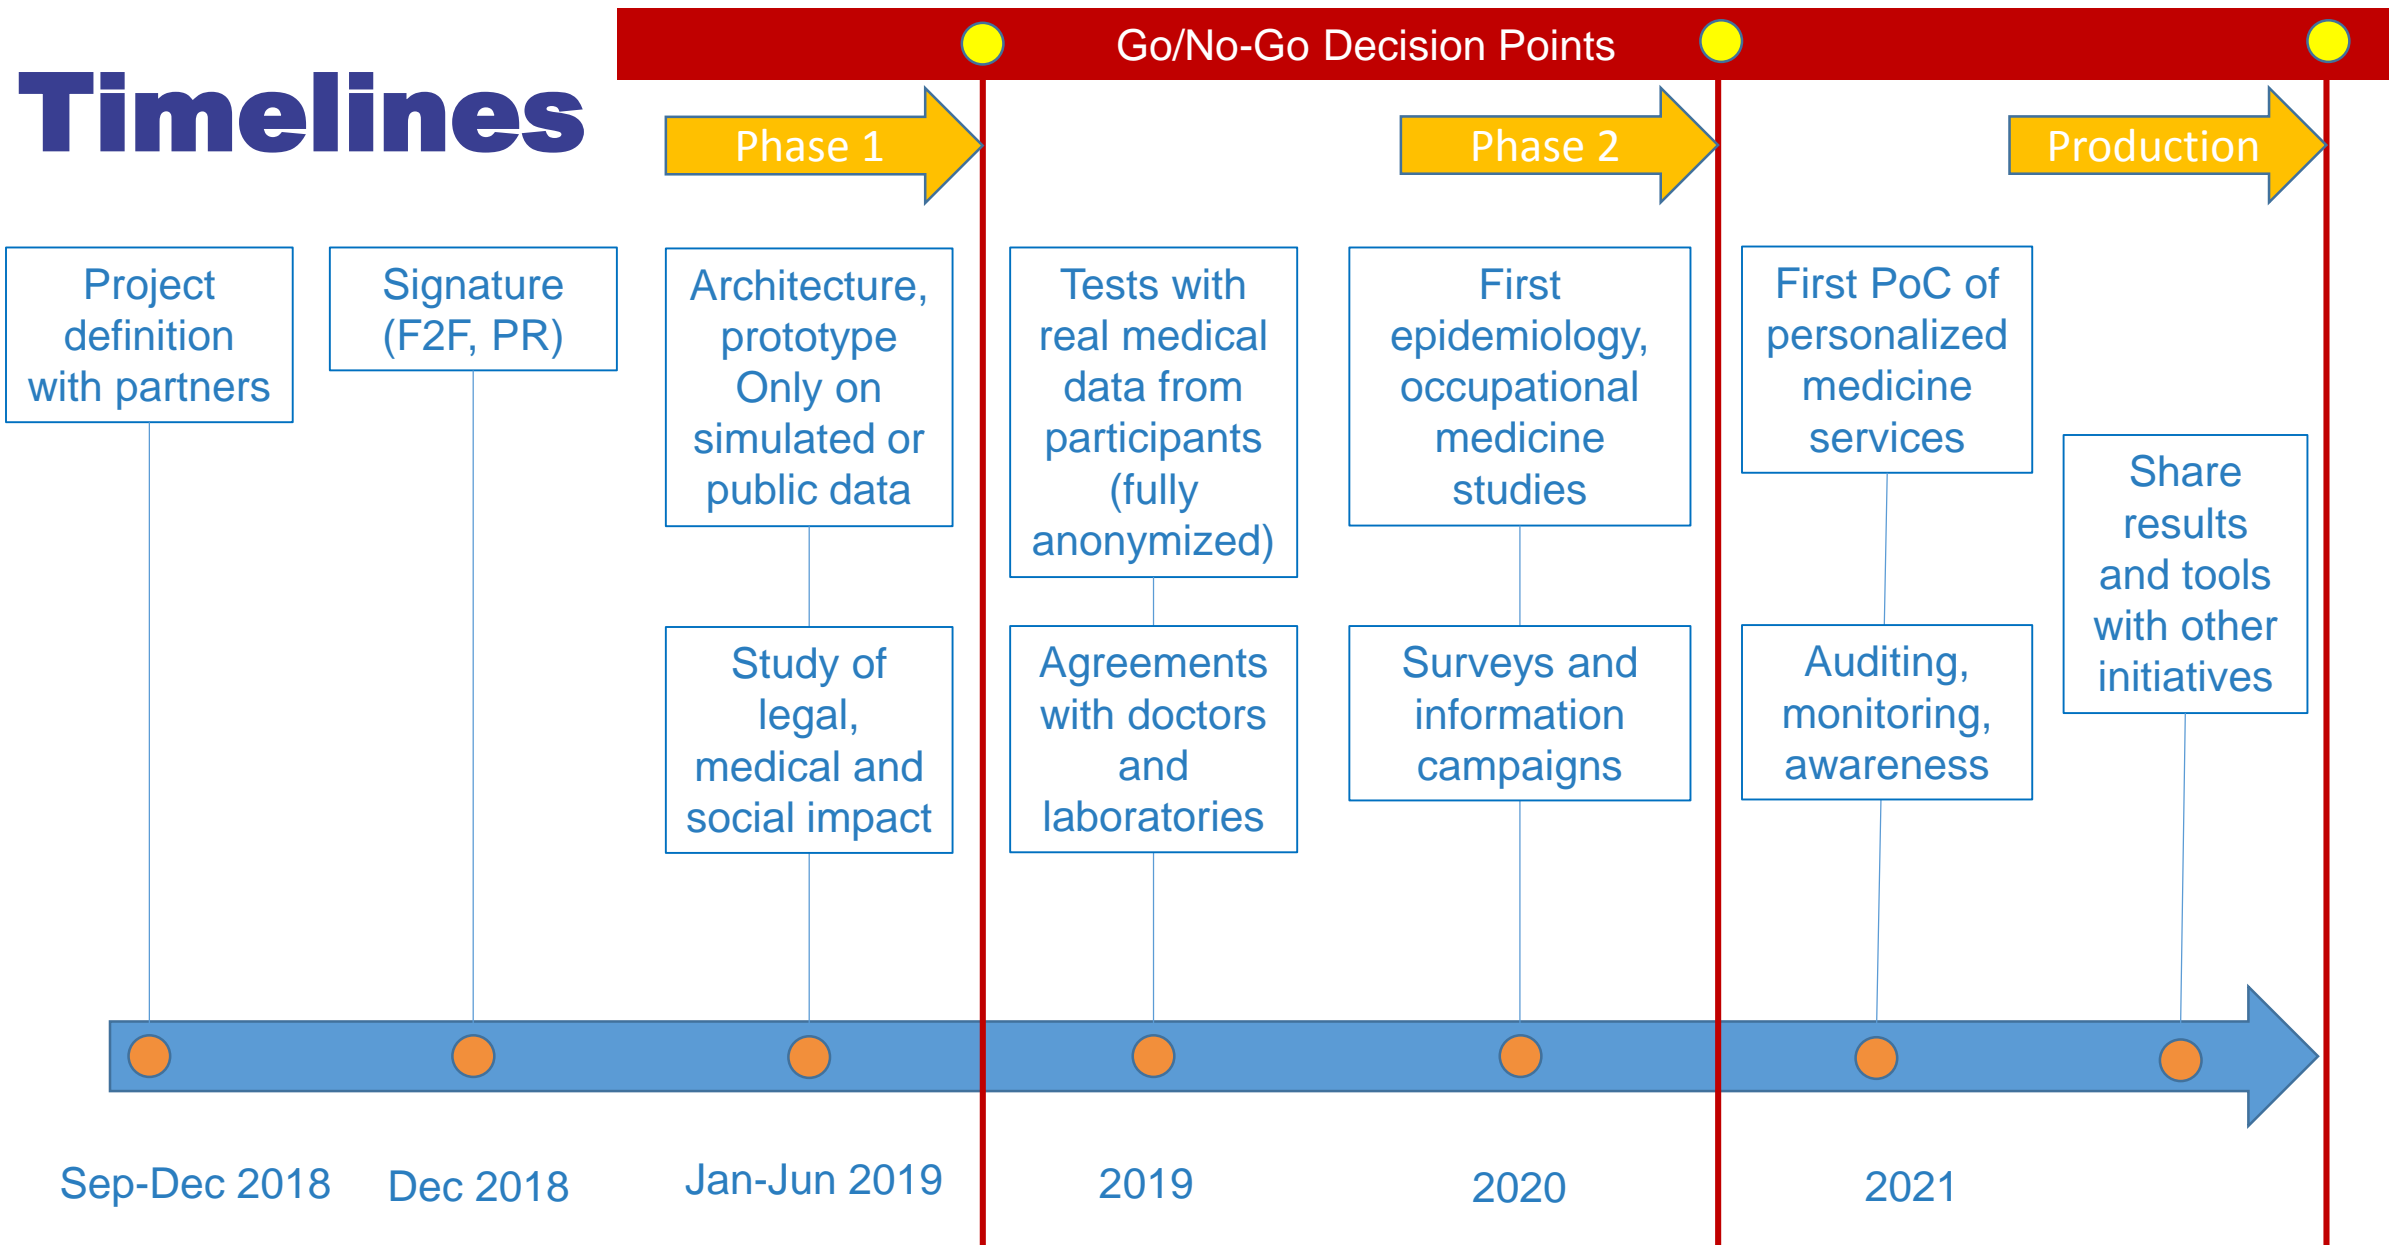 Timelines
Go/No-Go Decision Points
Phase 1
Phase 2
Production
Project
definition
with partners
Signature
(F2F, PR)
Architecture,
prototype
Only on
simulated or
public data
Study of
legal,
medical and
social impact
Tests with
real medical
data from
participants
(fully
anonymized)
Agreements
with doctors
and
laboratories
First
epidemiology,
occupational
medicine
studies
Surveys and
information
campaigns
First PoC of
personalized
medicine
services
Auditing,
monitoring,
awareness
Share
results
and tools
with other
initiatives
Sep-Dec 2018
Dec 2018
Jan-Jun 2019
2019
2020
2021